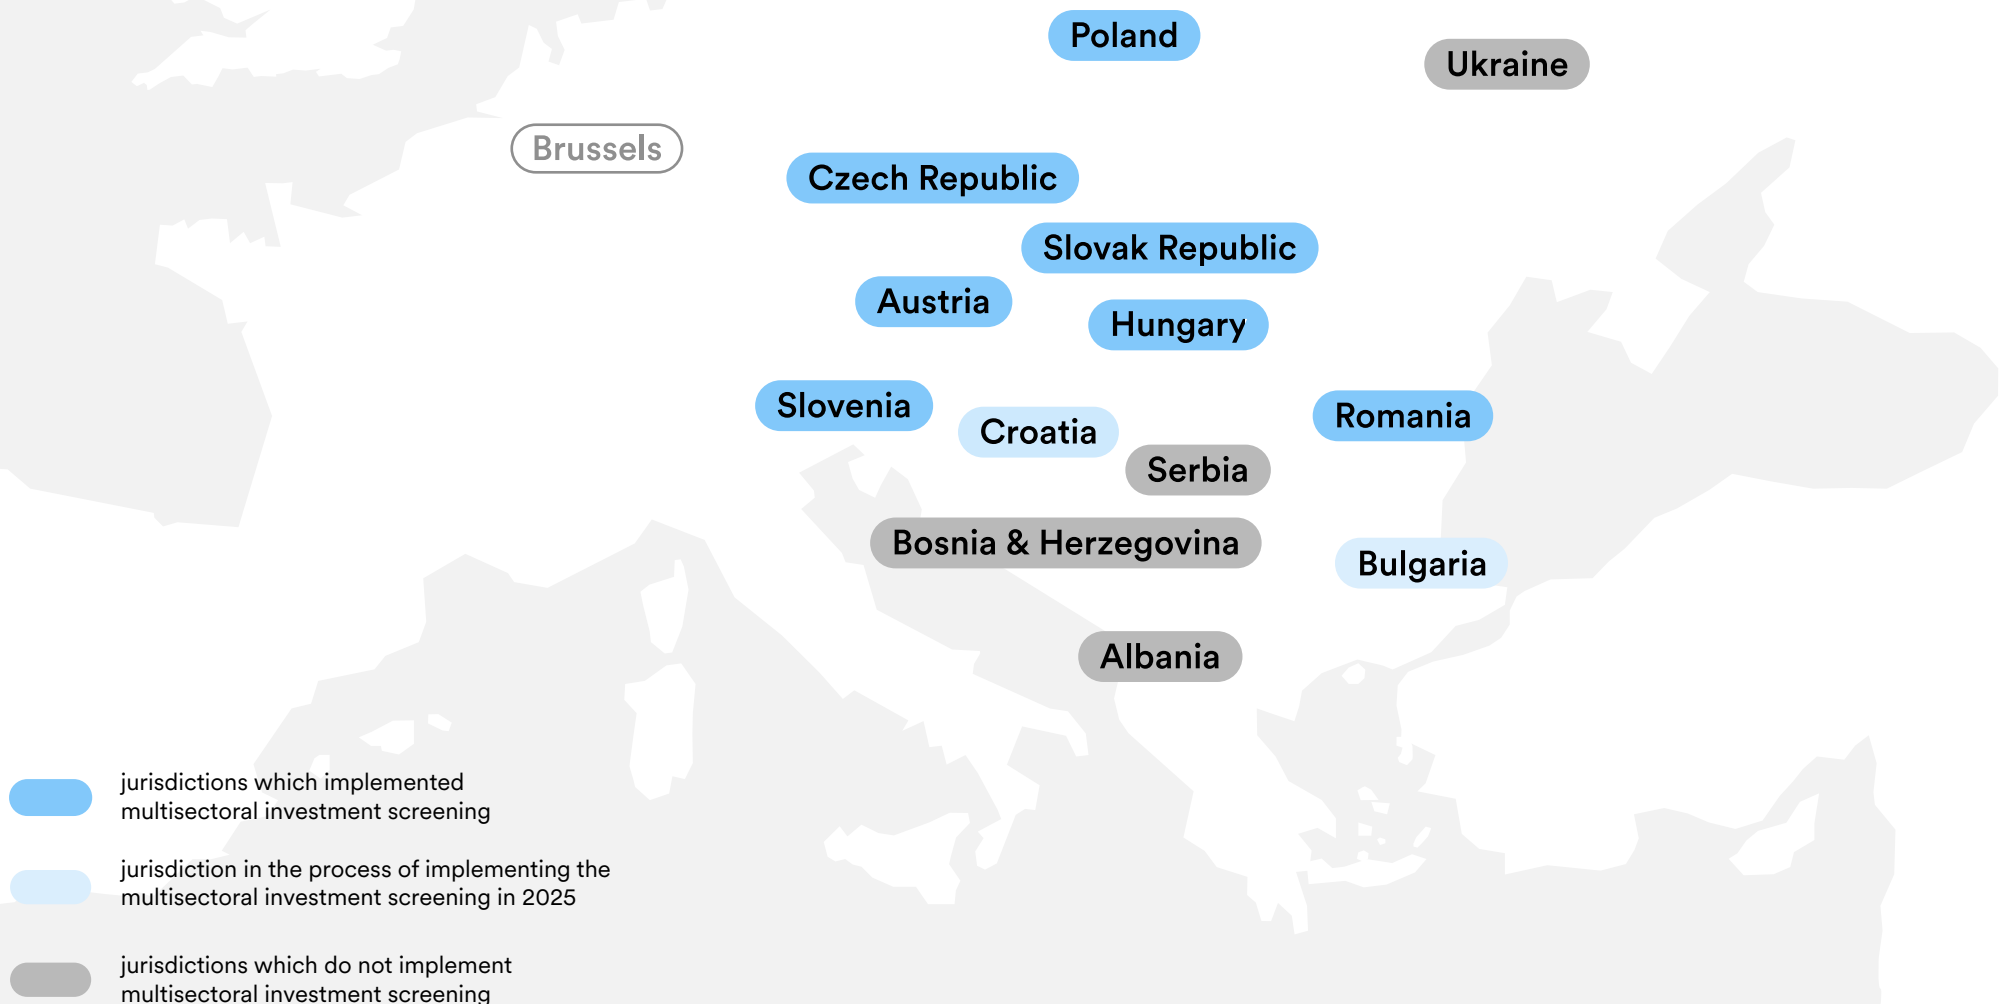 Poland
Ukraine
Brussels
Czech Republic
Slovak Republic
Austria
Hungary
Slovenia
Croatia
Romania
Serbia
Bosnia & Herzegovina
Bulgaria
Albania
jurisdictions which implemented
multisectoral investment screening
jurisdiction in the process of implementing the
multisectoral investment screening in 2025
jurisdictions which do not implement
multisectoral investment screening